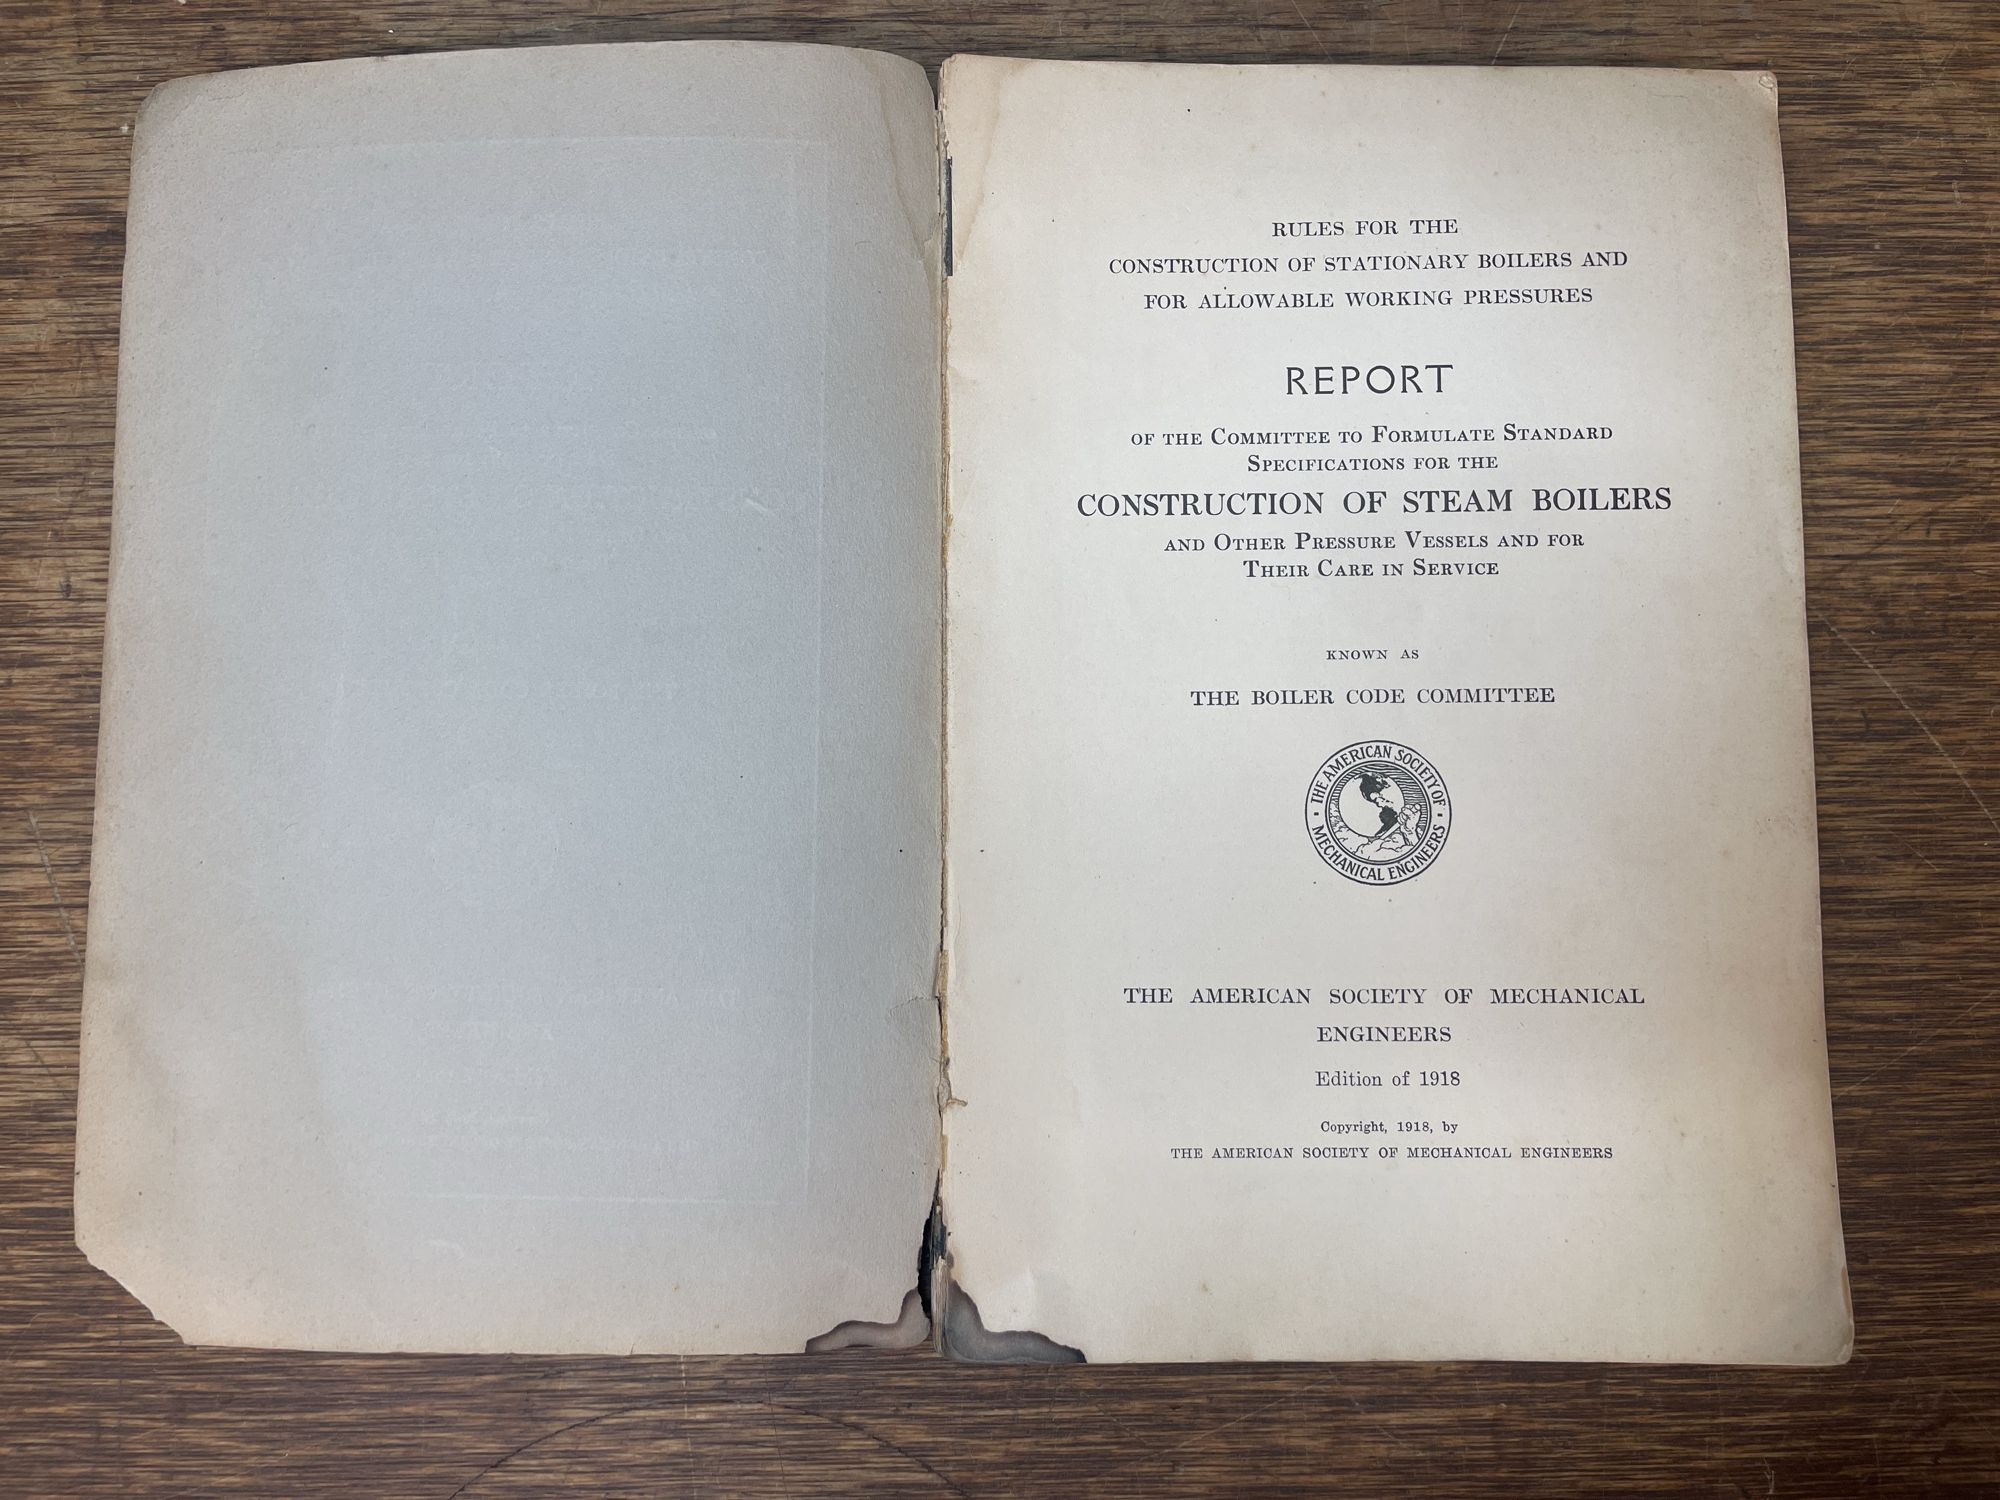 RULES FOR THE
CONSTRUCTION OF STATIONARY BOILERS AND
FOR ALLOWABLE WORKING PRESSURES
REPORT
OF THE COMMITTEE TO FORMULATE STANDARD
SPECIFICATIONS FOR THE
CONSTRUCTION OF STEAM BOILERS
AND OTHER PRESSURE VESSELS AND FOR
THEIR CARE IN SERVICE
KNOWN AS
THE BOILER CODE COMMITTEE
THE AMERICAN SOCIETY OF
MECHANICAL ENGINEERS
THE AMERICAN SOCIETY OF MECHANICAL
ENGINEERS
Edition of 1918
Copyright, 1918, by
THE AMERICAN SOCIETY OF MECHANICAL ENGINEERS